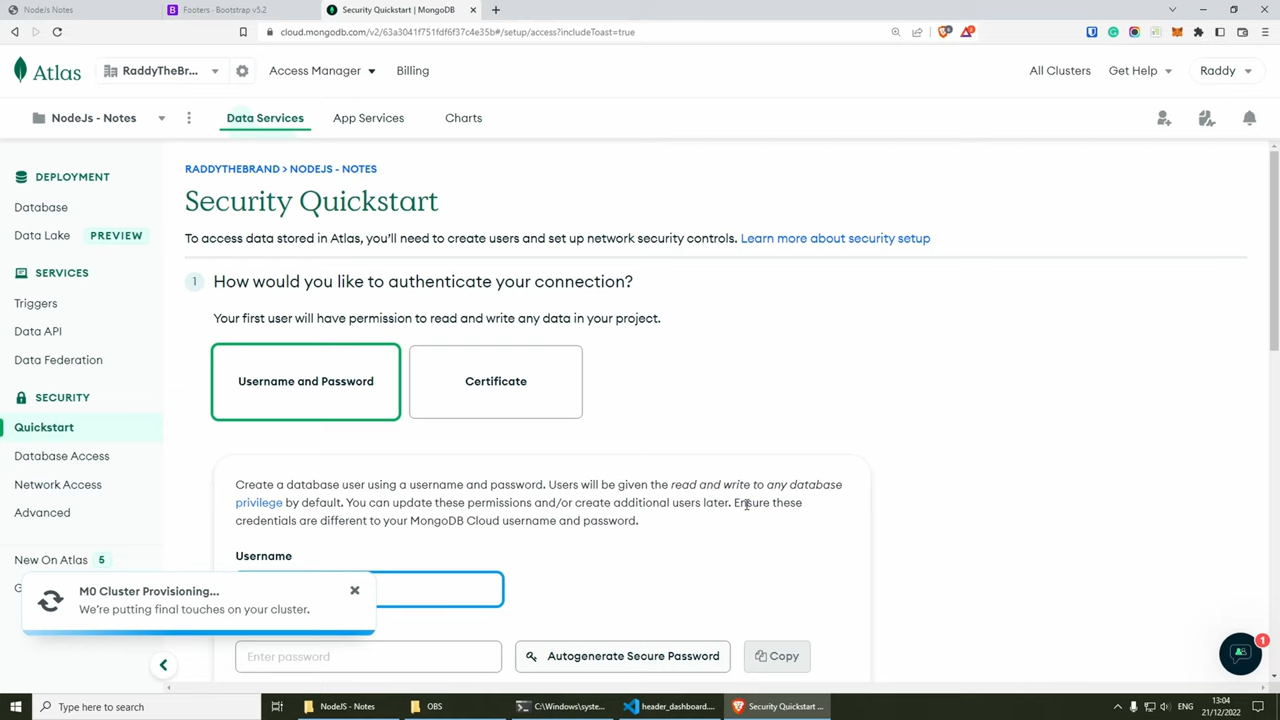 NodeJs Notes
Footers · Bootstrap v5.2
Security Quickstart | MongoDB
cloud.mongodb.com/v2/63a3041f751fdf6f37c4e35b#/setup/access?includeToast=true
Atlas
RaddyTheBr...
Access Manager
Billing
All Clusters
Get Help
Raddy
NodeJs - Notes
Data Services
App Services
Charts
DEPLOYMENT
Database
Data Lake
PREVIEW
SERVICES
Triggers
Data API
Data Federation
SECURITY
Quickstart
Database Access
Network Access
Advanced
New On Atlas 5
RADDYTHEBRAND > NODEJS - NOTES
Security Quickstart
To access data stored in Atlas, you'll need to create users and set up network security controls. Learn more about security setup
1 How would you like to authenticate your connection?
Your first user will have permission to read and write any data in your project.
Username and Password
Certificate
Create a database user using a username and password. Users will be given the read and write to any database
privilege by default. You can update these permissions and/or create additional users later. Ensure these
credentials are different to your MongoDB Cloud username and password.
Username
M0 Cluster Provisioning...
We're putting final touches on your cluster.
Enter password
Autogenerate Secure Password
Copy
1
Type here to search
NodeJS - Notes
OBS
C:\Windows\syste...
header_dashboard....
Security Quickstart ...
ENG
13:04
21/12/2022